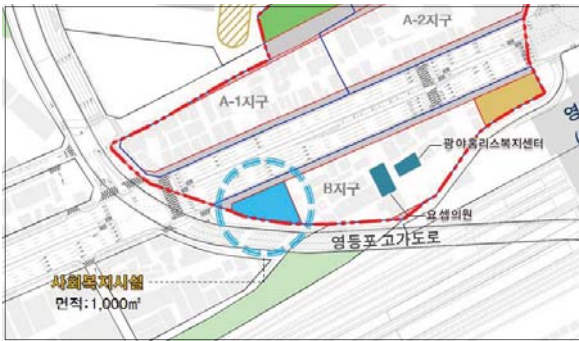 A-2지구
A-1지구
영
광야홈리스복지센터
B지구
요셉의원
영등포고가도로
사회복지시설
면적:1,000㎡